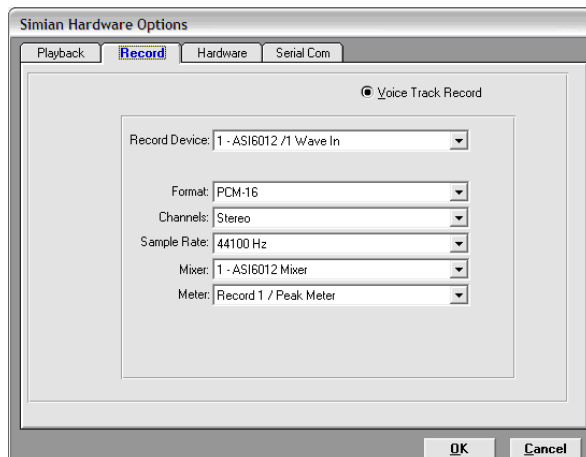 Simian Hardware Options
Playback Record Hardware Serial Com
Voice Track Record
Record Device: 1 - ASI6012 /1 Wave In
Format: PCM-16
Channels: Stereo
Sample Rate: 44100 Hz
Mixer: 1 - ASI6012 Mixer
Meter: Record 1 / Peak Meter
OK Cancel